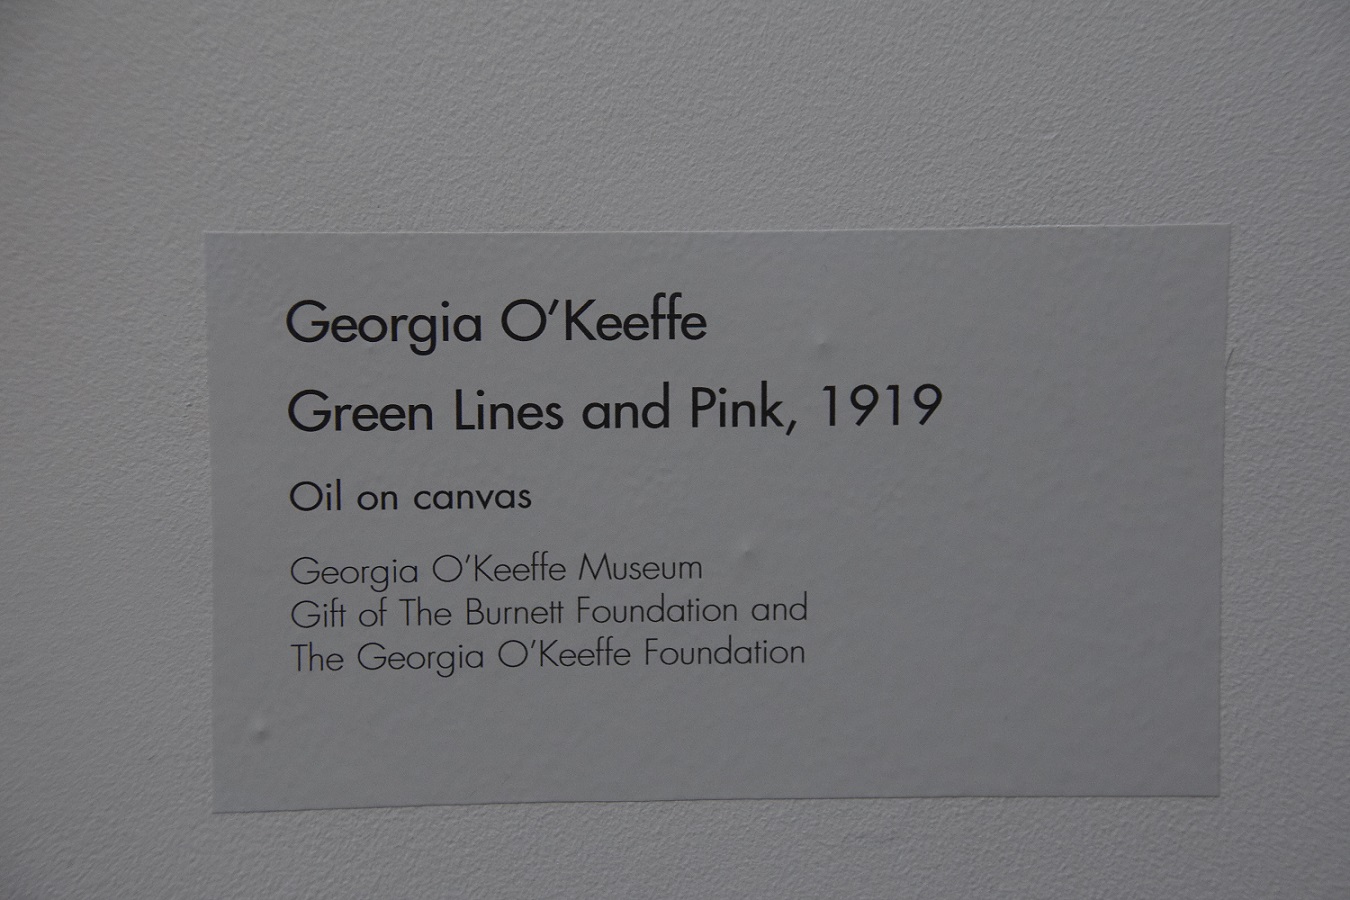 Georgia O’Keeffe
Green Lines and Pink, 1919
Oil on canvas
Georgia O’Keeffe Museum
Gift of The Burnett Foundation and
The Georgia O’Keeffe Foundation